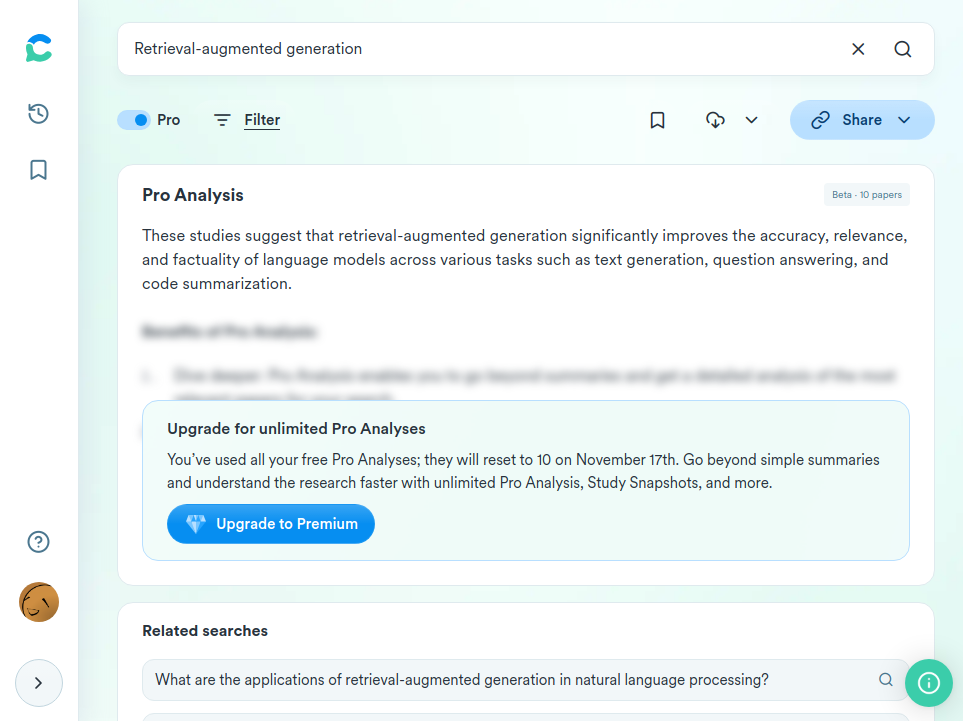 Retrieval-augmented generation
Pro
Filter
Share
Pro Analysis
Beta · 10 papers
These studies suggest that retrieval-augmented generation significantly improves the accuracy, relevance,
and factuality of language models across various tasks such as text generation, question answering, and
code summarization.
Benefits of Pro Analysis:
Dive deeper: Pro Analysis enables you to go beyond summaries and get a detailed analysis of the most
relevant papers for your search.
Upgrade for unlimited Pro Analyses
You’ve used all your free Pro Analyses; they will reset to 10 on November 17th. Go beyond simple summaries
and understand the research faster with unlimited Pro Analysis, Study Snapshots, and more.
Upgrade to Premium
Related searches
What are the applications of retrieval-augmented generation in natural language processing?